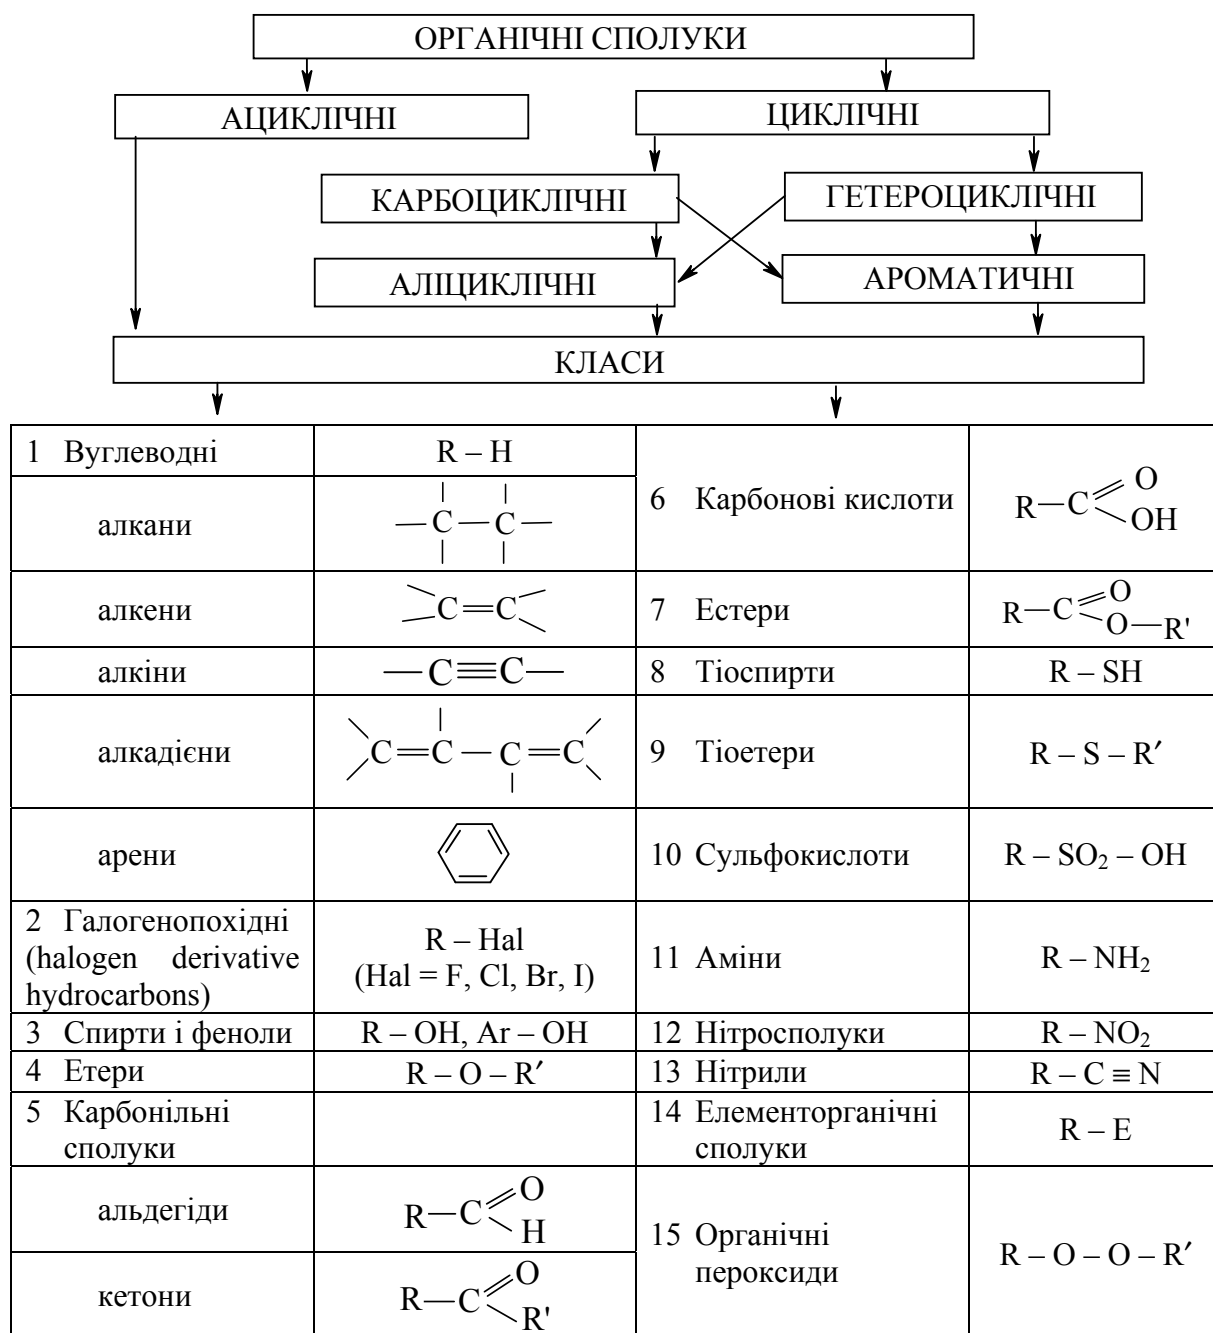 ОРГАНІЧНІ СПОЛУКИ
АЦИКЛІЧНІ
ЦИКЛІЧНІ
КАРБОЦИКЛІЧНІ
ГЕТЕРОЦИКЛІЧНІ
АЛІЦИКЛІЧНІ
АРОМАТИЧНІ
КЛАСИ
1 Вуглеводні
R – H
алкани
C – C
алкени
C=C
алкіни
—C≡C—
алкадієни
C=C–C=C
арени
2 Галогенопохідні
(halogen derivative
hydrocarbons)
R – Hal
(Hal = F, Cl, Br, I)
3 Спирти і феноли
R – OH, Ar – OH
4 Етери
R – O – R′
5 Карбонільні
сполуки
альдегіди
O
R—C
H
кетони
O
R—C
R'
6 Карбонові кислоти
O
R—C
OH
7 Естери
O
R—C
O—R'
8 Тіоспирти
R – SH
9 Тіоетери
R – S – R′
10 Сульфокислоти
R – SO₂ – OH
11 Аміни
R – NH₂
12 Нітросполуки
R – NO₂
13 Нітрили
R – C ≡ N
14 Елементорганічні
сполуки
R – E
15 Органічні
пероксиди
R – O – O – R′